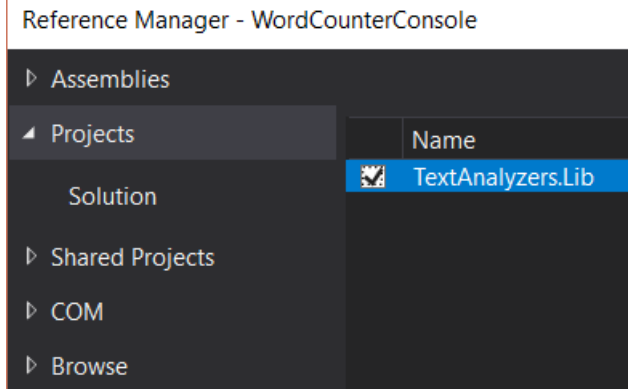 Reference Manager - WordCounterConsole
Assemblies
Projects
Name
TextAnalyzers.Lib
Solution
Shared Projects
COM
Browse